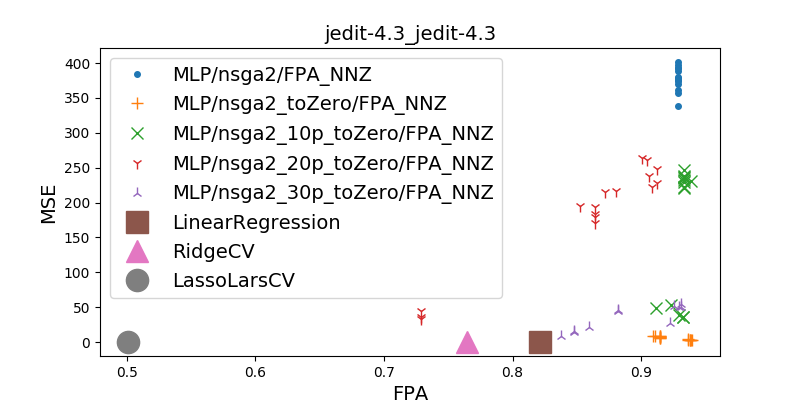 jedit-4.3_jedit-4.3
MLP/nsga2/FPA_NNZ
MLP/nsga2_toZero/FPA_NNZ
MLP/nsga2_10p_toZero/FPA_NNZ
MLP/nsga2_20p_toZero/FPA_NNZ
MLP/nsga2_30p_toZero/FPA_NNZ
LinearRegression
RidgeCV
LassoLarsCV
MSE
400
350
300
250
200
150
100
50
0
0.5 0.6 0.7 0.8 0.9
FPA